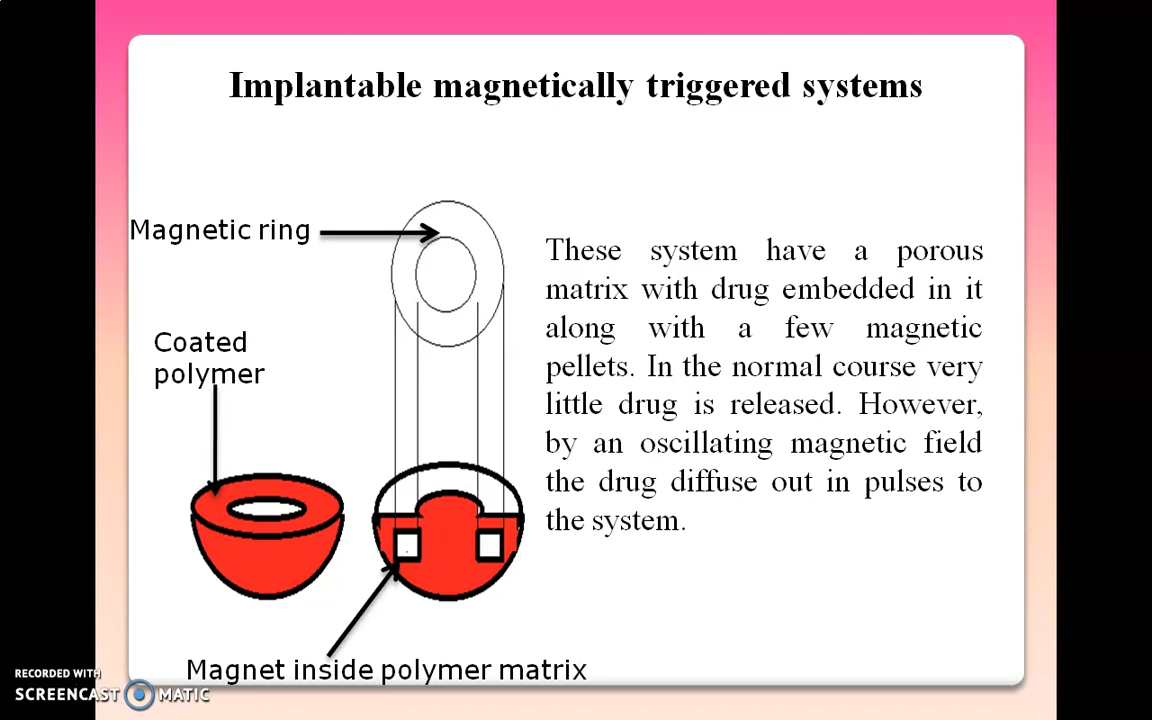 Implantable magnetically triggered systems
Magnetic ring
Coated
polymer
These system have a porous
matrix with drug embedded in it
along with a few magnetic
pellets. In the normal course very
little drug is released. However,
by an oscillating magnetic field
the drug diffuse out in pulses to
the system.
Magnet inside polymer matrix
RECORDED WITH
SCREENCAST MATIC